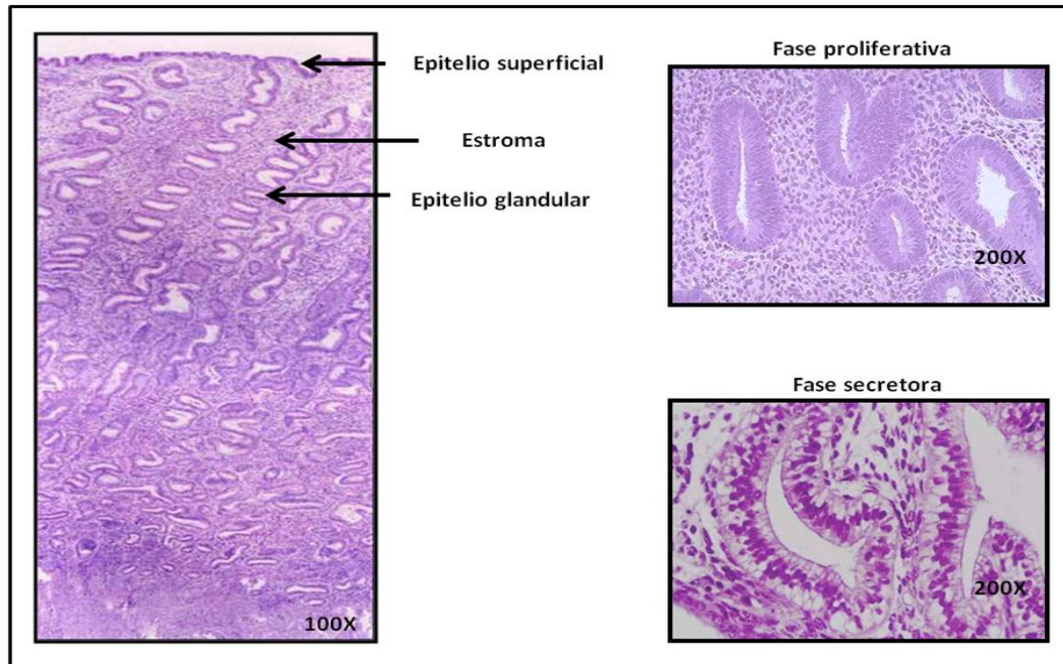 Epitelio superficial
Estroma
Epitelio glandular
100X
Fase proliferativa
200X
Fase secretora
200X